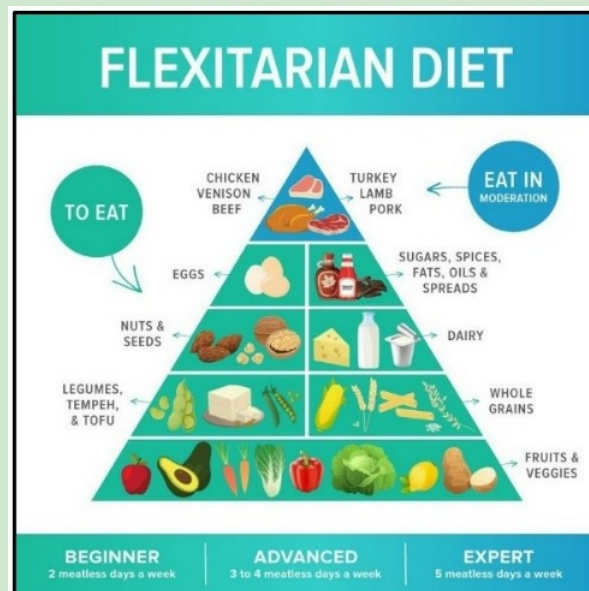 FLEXITARIAN DIET
TO EAT
EAT IN
MODERATION
CHICKEN
VENISON
BEEF
TURKEY
LAMB
PORK
EGGS
SUGARS, SPICES,
FATS, OILS &
SPREADS
NUTS &
SEEDS
DAIRY
LEGUMES,
TEMPEH,
& TOFU
WHOLE
GRAINS
FRUITS &
VEGGIES
BEGINNER
2 meatless days a week
ADVANCED
3 to 4 meatless days a week
EXPERT
5 meatless days a week